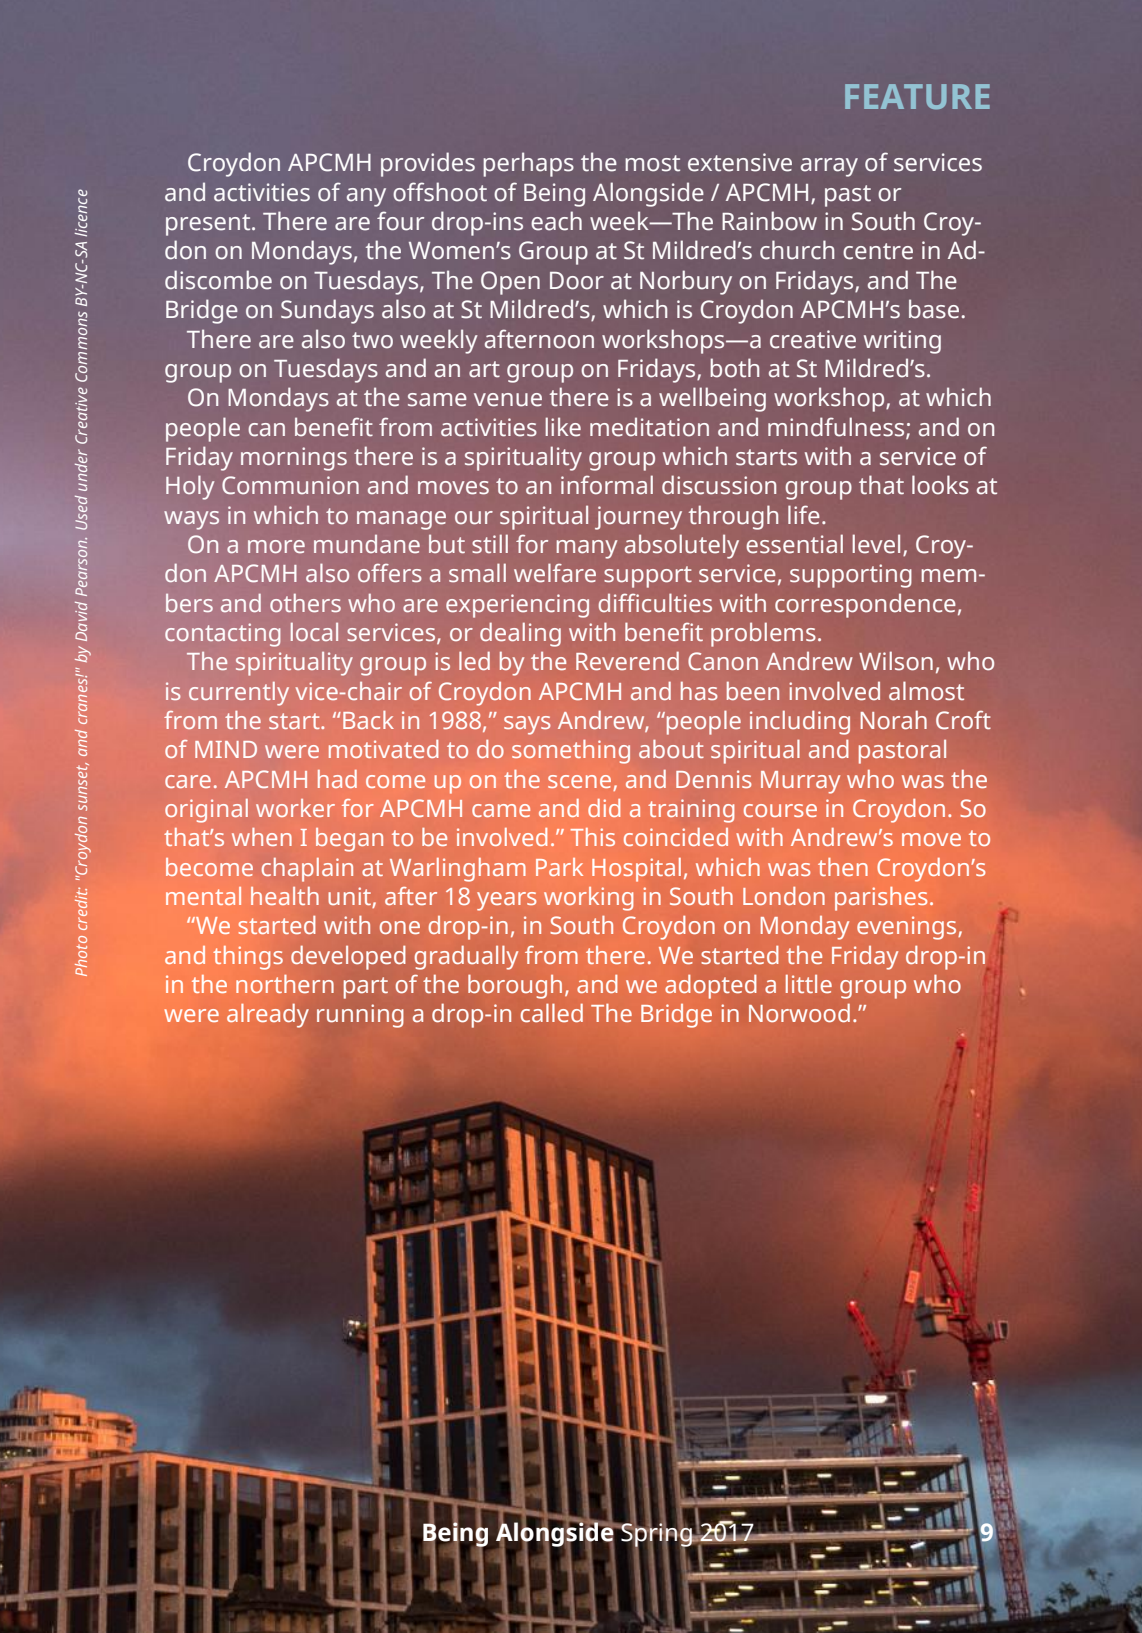 FEATURE
Croydon APCMH provides perhaps the most extensive array of services
and activities of any offshoot of Being Alongside / APCMH, past or
present. There are four drop-ins each week—The Rainbow in South Croy-
don on Mondays, the Women’s Group at St Mildred’s church centre in Ad-
discombe on Tuesdays, The Open Door at Norbury on Fridays, and The
Bridge on Sundays also at St Mildred’s, which is Croydon APCMH’s base.
There are also two weekly afternoon workshops—a creative writing
group on Tuesdays and an art group on Fridays, both at St Mildred’s.
On Mondays at the same venue there is a wellbeing workshop, at which
people can benefit from activities like meditation and mindfulness; and on
Friday mornings there is a spirituality group which starts with a service of
Holy Communion and moves to an informal discussion group that looks at
ways in which to manage our spiritual journey through life.
On a more mundane but still for many absolutely essential level, Croy-
don APCMH also offers a small welfare support service, supporting mem-
bers and others who are experiencing difficulties with correspondence,
contacting local services, or dealing with benefit problems.
The spirituality group is led by the Reverend Canon Andrew Wilson, who
is currently vice-chair of Croydon APCMH and has been involved almost
from the start. “Back in 1988,” says Andrew, “people including Norah Croft
of MIND were motivated to do something about spiritual and pastoral
care. APCMH had come up on the scene, and Dennis Murray who was the
original worker for APCMH came and did a training course in Croydon. So
that’s when I began to be involved.” This coincided with Andrew’s move to
become chaplain at Warlingham Park Hospital, which was then Croydon’s
mental health unit, after 18 years working in South London parishes.
“We started with one drop-in, in South Croydon on Monday evenings,
and things developed gradually from there. We started the Friday drop-in
in the northern part of the borough, and we adopted a little group who
were already running a drop-in called The Bridge in Norwood.”
Photo credit: "Croydon sunset, and cranes!" by David Pearson. Used under Creative Commons BY-NC-SA licence
Being Alongside Spring 2017 9